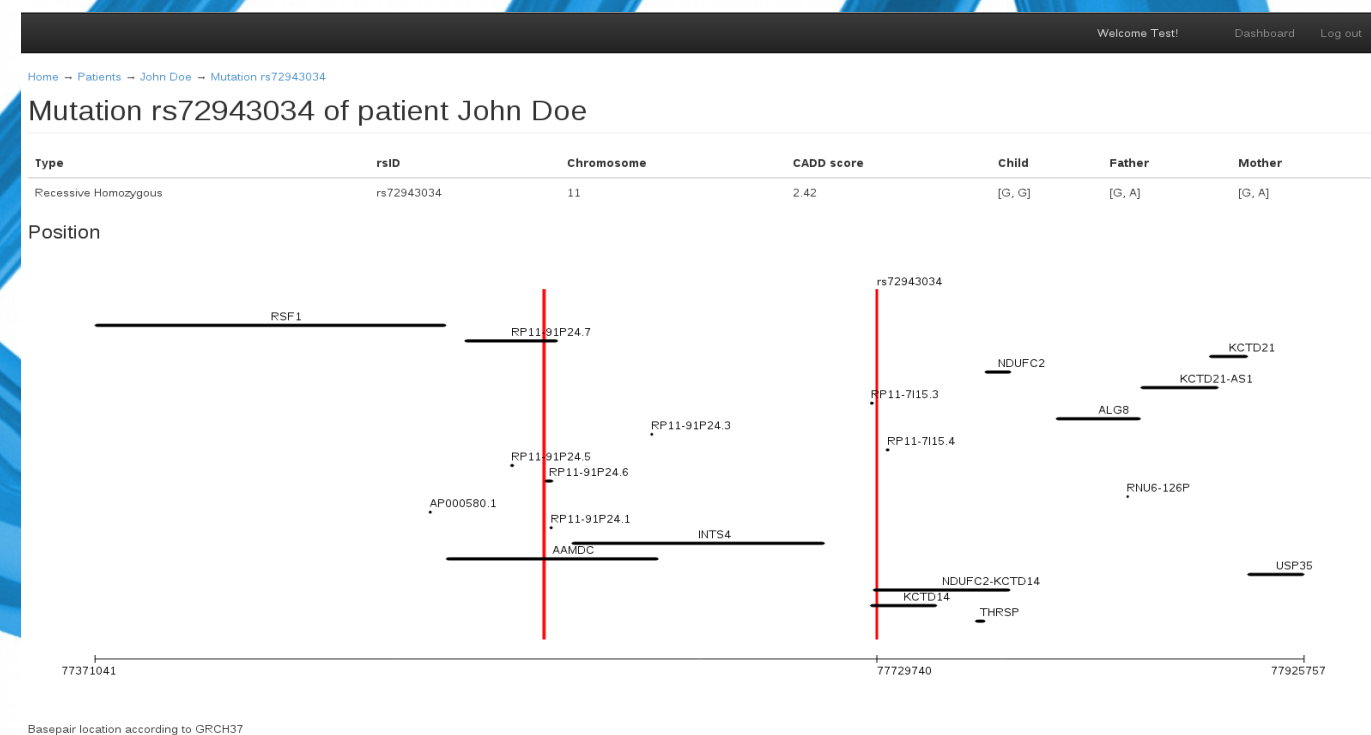 Welcome Test! Dashboard Log out
Home → Patients → John Doe → Mutation rs72943034
Mutation rs72943034 of patient John Doe
Type rsID Chromosome CADD score Child Father Mother
Recessive Homozygous rs72943034 11 2.42 [G, G] [G, A] [G, A]
Position
rs72943034
RSF1
RP11-91P24.7
KCTD21
NDUFC2
KCTD21-AS1
RP11-7I15.3
ALG8
RP11-91P24.3
RP11-7I15.4
RP11-91P24.5
RP11-91P24.6
RNU6-126P
AP000580.1
RP11-91P24.1
INTS4
AAMDC
USP35
NDUFC2-KCTD14
KCTD14
THRSP
77371041 77729740 77925757
Basepair location according to GRCH37